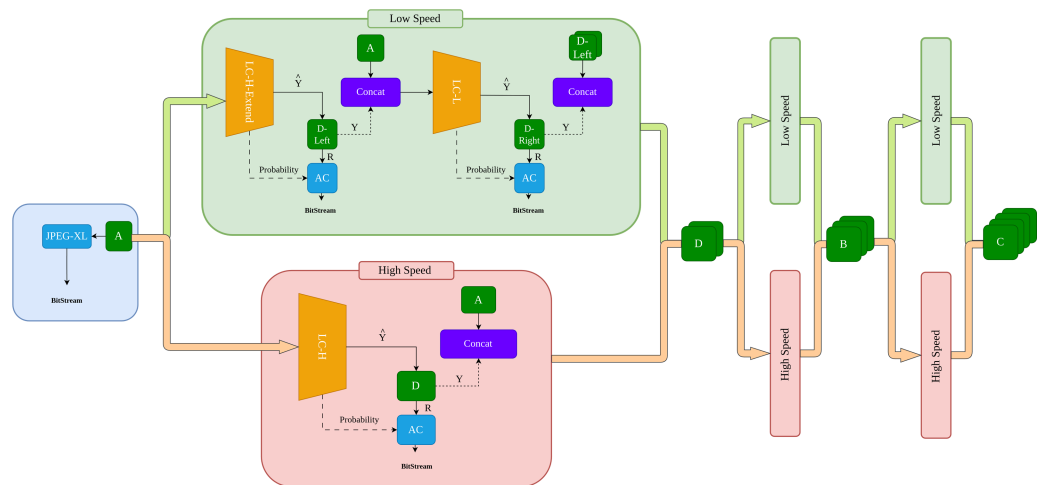 Low Speed
LC-H-Extend
Ŷ
A
Concat
D-
Left
Y
R
Probability
AC
BitStream
LC-L
Ŷ
D-
Left
Concat
D-
Right
Y
R
Probability
AC
BitStream
JPEG-XL
A
BitStream
High Speed
LC-H
Ŷ
A
Concat
D
Y
R
Probability
AC
BitStream
D
Low Speed
High Speed
B
Low Speed
High Speed
C